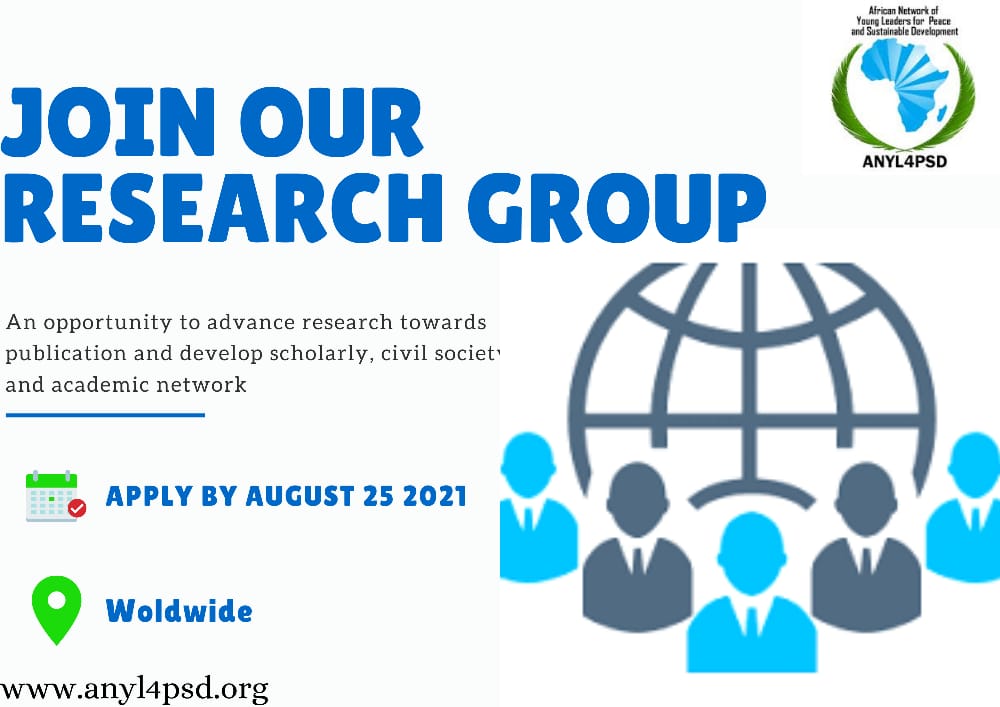 African Network of
Young Leaders for Peace
and Sustainable Development
ANYL4PSD
JOIN OUR
RESEARCH GROUP
An opportunity to advance research towards
publication and develop scholarly, civil society
and academic network
APPLY BY AUGUST 25 2021
Woldwide
www.anyl4psd.org